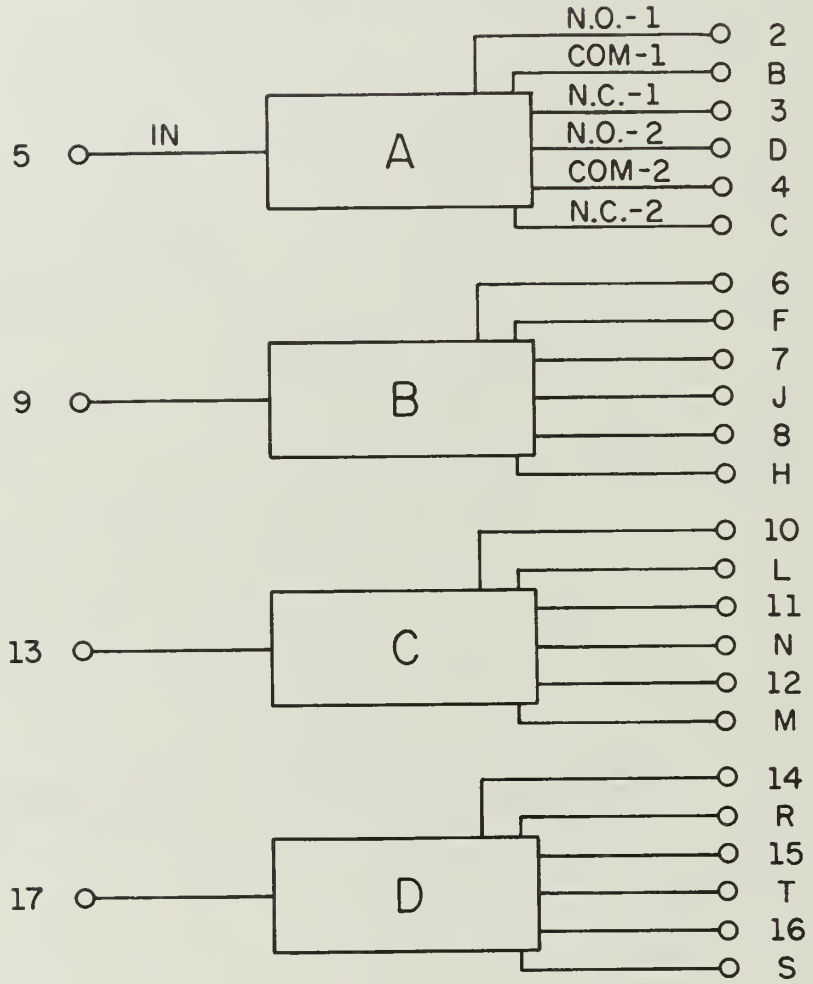 N.O.-1 2
COM-1 B
N.C.-1 3
5 IN A N.O.-2 D
COM-2 4
N.C.-2 C
6
F
7
9 B J
8
H
10
L
11
13 C N
12
M
14
R
15
17 D T
16
S